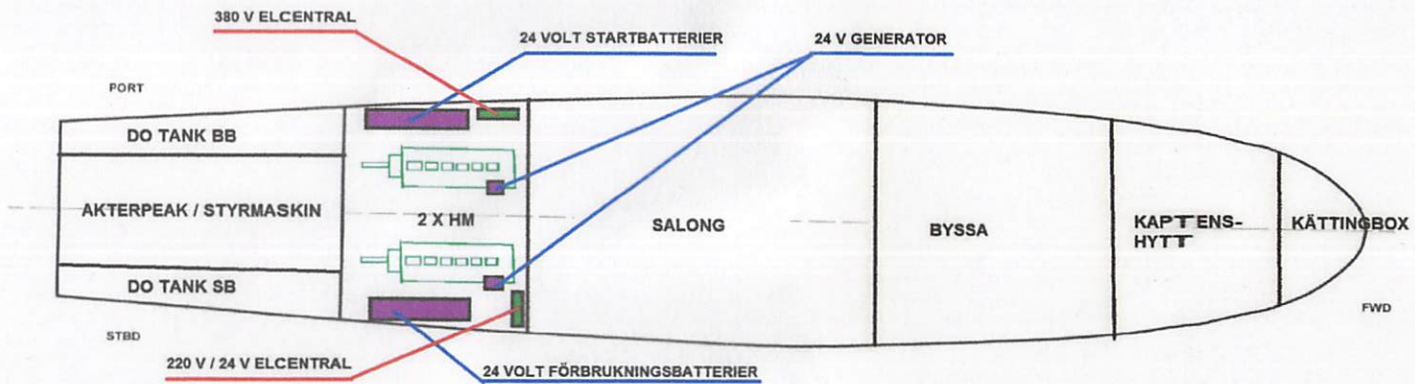 380 V ELCENTRAL
24 VOLT STARTBATTERIER
24 V GENERATOR
PORT
DO TANK BB
AKTERPEAK / STYRMASKIN
2 X HM
SALONG
BYSSA
KAPTENS-
HYTT
KÄTTINGBOX
DO TANK SB
STBD
FWD
220 V / 24 V ELCENTRAL
24 VOLT FÖRBRUKNINGSBATTERIER